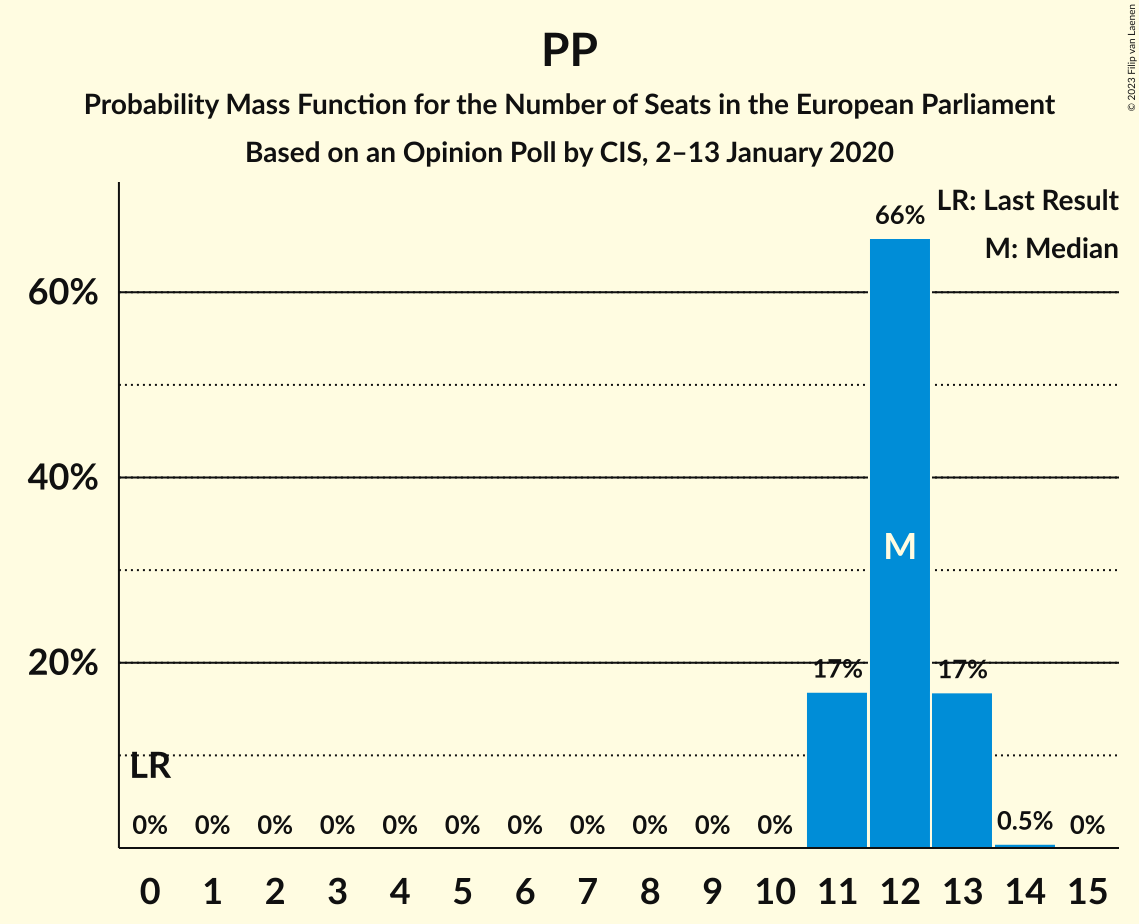 PP
Probability Mass Function for the Number of Seats in the European Parliament
Based on an Opinion Poll by CIS, 2–13 January 2020
© 2023 Filip van Laenen
LR: Last Result
M: Median
60%
40%
20%
66%
M
17%
17%
LR
0% 0% 0% 0% 0% 0% 0% 0% 0% 0% 0% 0.5% 0%
0 1 2 3 4 5 6 7 8 9 10 11 12 13 14 15